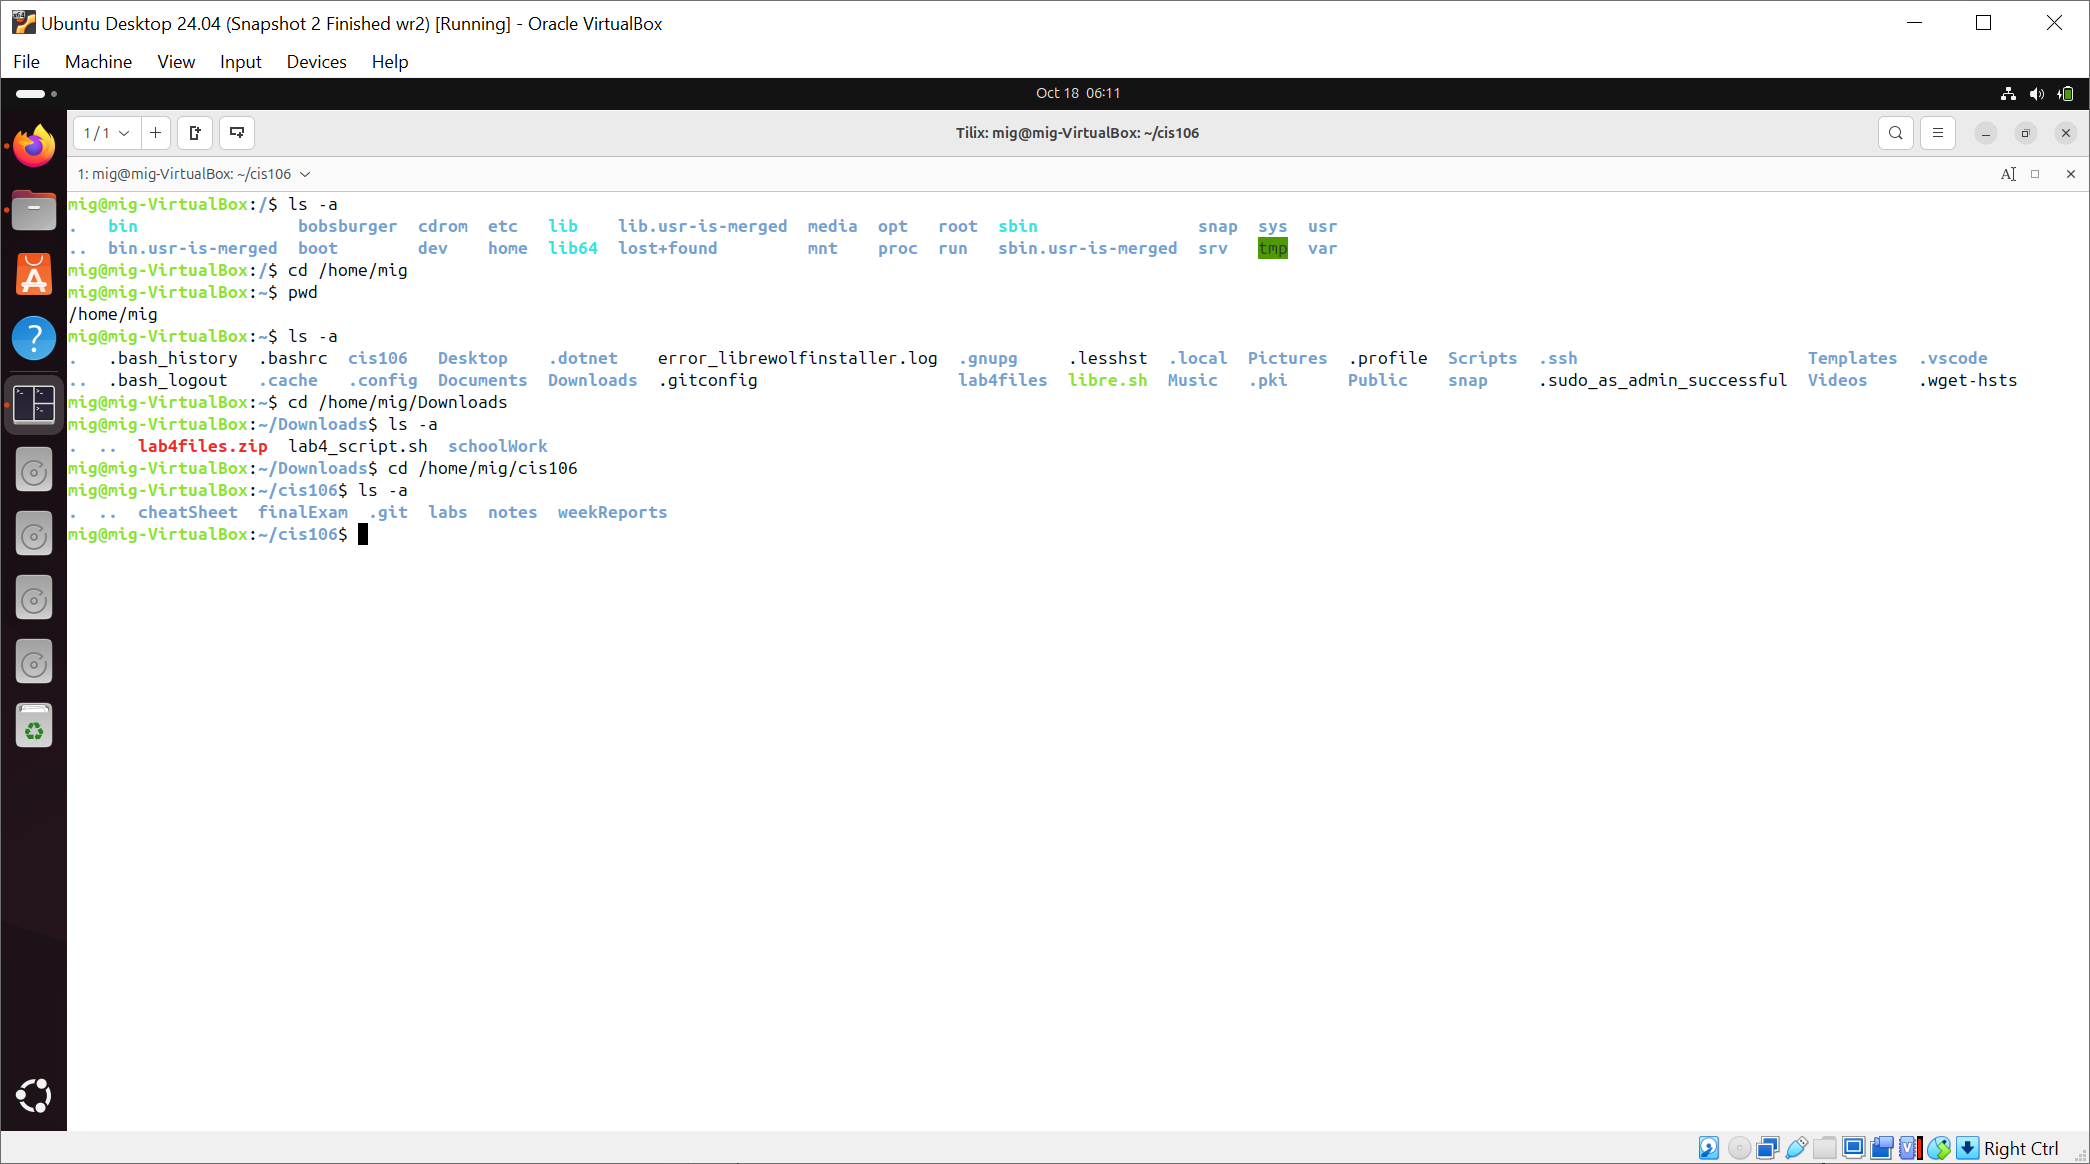 Ubuntu Desktop 24.04 (Snapshot 2 Finished wr2) [Running] - Oracle VirtualBox
File Machine View Input Devices Help
Oct 18 06:11
1 / 1 Tilix: mig@mig-VirtualBox: ~/cis106
1: mig@mig-VirtualBox: ~/cis106
mig@mig-VirtualBox:/$ ls -a
. bin bobsburger cdrom etc lib lib.usr-is-merged media opt root sbin snap sys usr
.. bin.usr-is-merged boot dev home lib64 lost+found mnt proc run sbin.usr-is-merged srv tmp var
mig@mig-VirtualBox:/$ cd /home/mig
mig@mig-VirtualBox:~$ pwd
/home/mig
mig@mig-VirtualBox:~$ ls -a
. .bash_history .bashrc cis106 Desktop .dotnet error_librewolfinstaller.log .gnupg .lesshst .local Pictures .profile Scripts .ssh Templates .vscode
.. .bash_logout .cache .config Documents Downloads .gitconfig lab4files libre.sh Music .pki Public snap .sudo_as_admin_successful Videos .wget-hsts
mig@mig-VirtualBox:~$ cd /home/mig/Downloads
mig@mig-VirtualBox:~/Downloads$ ls -a
. .. lab4files.zip lab4_script.sh schoolWork
mig@mig-VirtualBox:~/Downloads$ cd /home/mig/cis106
mig@mig-VirtualBox:~/cis106$ ls -a
. .. cheatSheet finalExam .git labs notes weekReports
mig@mig-VirtualBox:~/cis106$
Right Ctrl